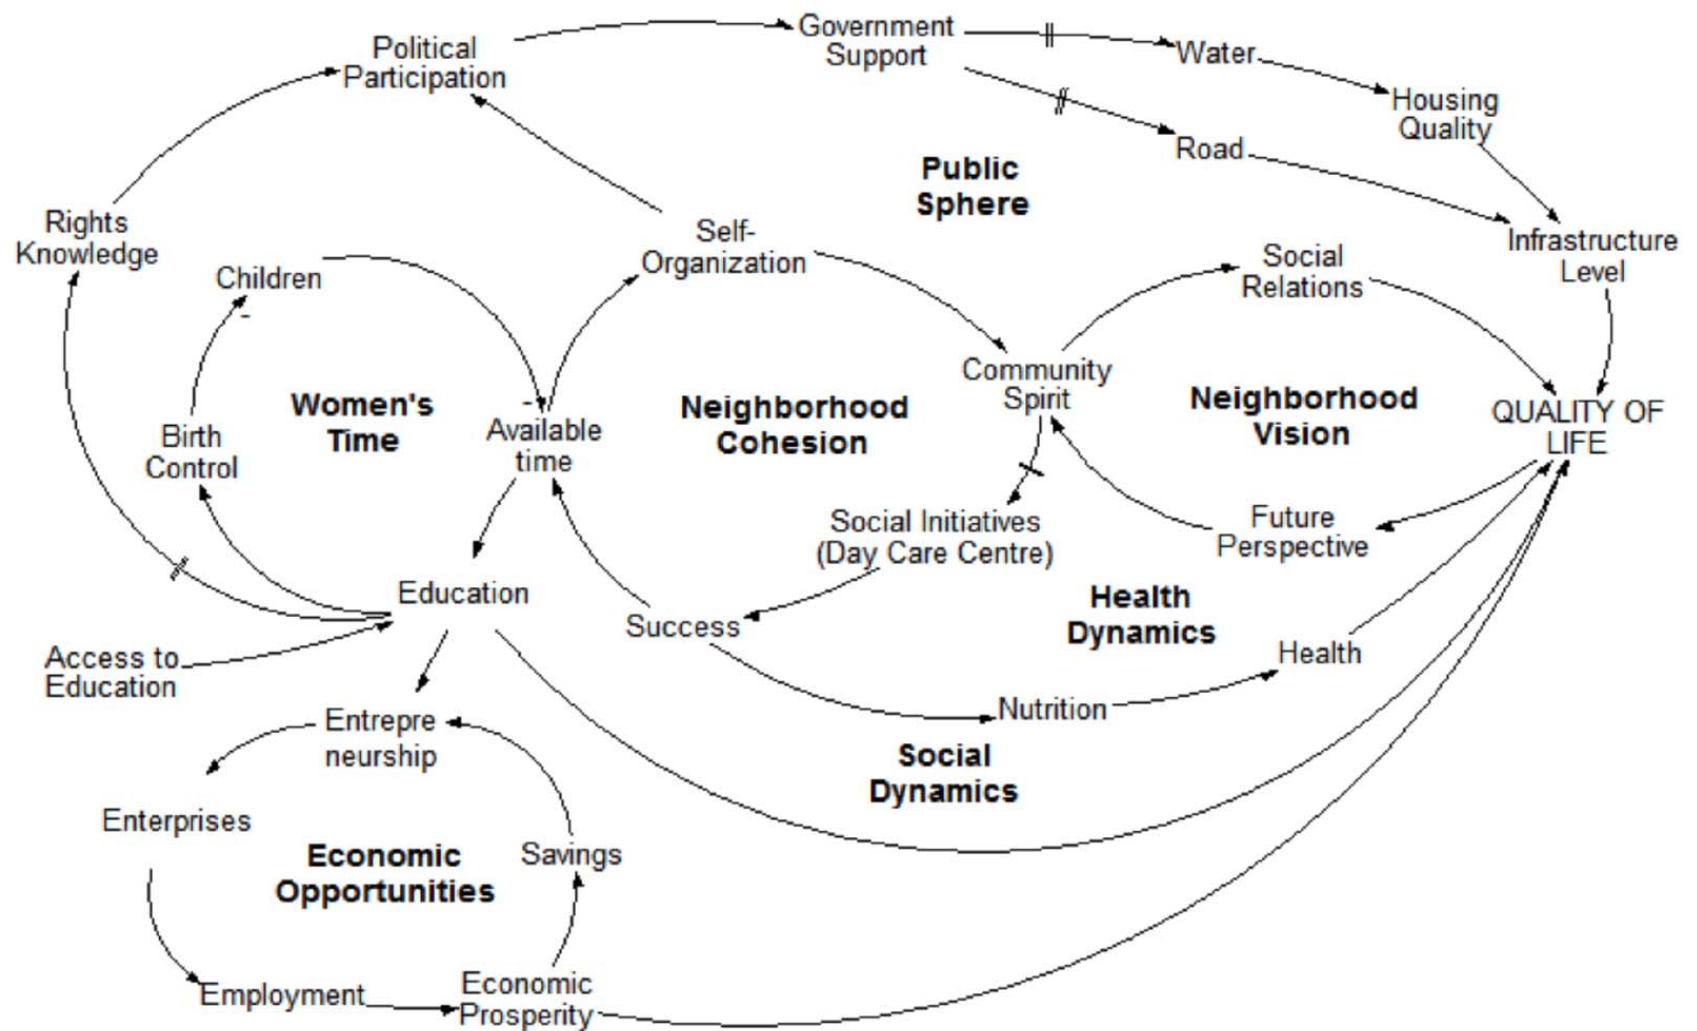 Political
Participation
Government
Support
Water
Housing
Quality
Road
Public
Sphere
Rights
Knowledge
Self-
Organization
Social
Relations
Infrastructure
Level
Children
-
Community
Spirit
Women's
Time
-
Available
time
Neighborhood
Cohesion
Neighborhood
Vision
QUALITY OF
LIFE
Birth
Control
Social Initiatives
(Day Care Centre)
Future
Perspective
Education
Success
Health
Dynamics
Health
Access to
Education
Nutrition
Entrepre
neurship
Social
Dynamics
Enterprises
Economic
Opportunities
Savings
Employment
Economic
Prosperity